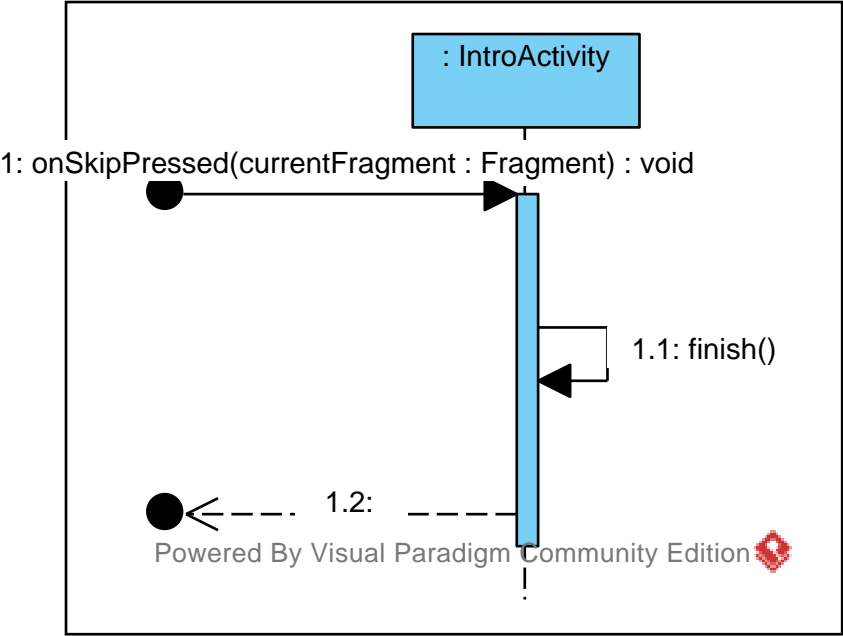 : IntroActivity
1: onSkipPressed(currentFragment : Fragment) : void
1.1: finish()
1.2:
Powered By Visual Paradigm Community Edition